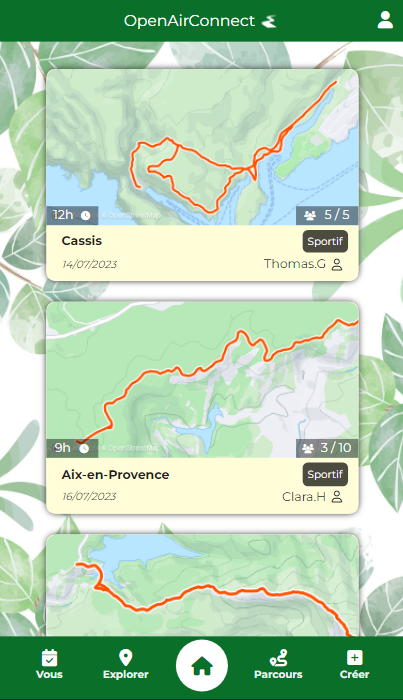 OpenAirConnect
© OpenStreetMap
12h
5 / 5
Cassis
Sportif
14/07/2023
Thomas.G
© OpenStreetMap
9h
3 / 10
Aix-en-Provence
Sportif
16/07/2023
Clara.H
Vous
Explorer
Parcours
Créer